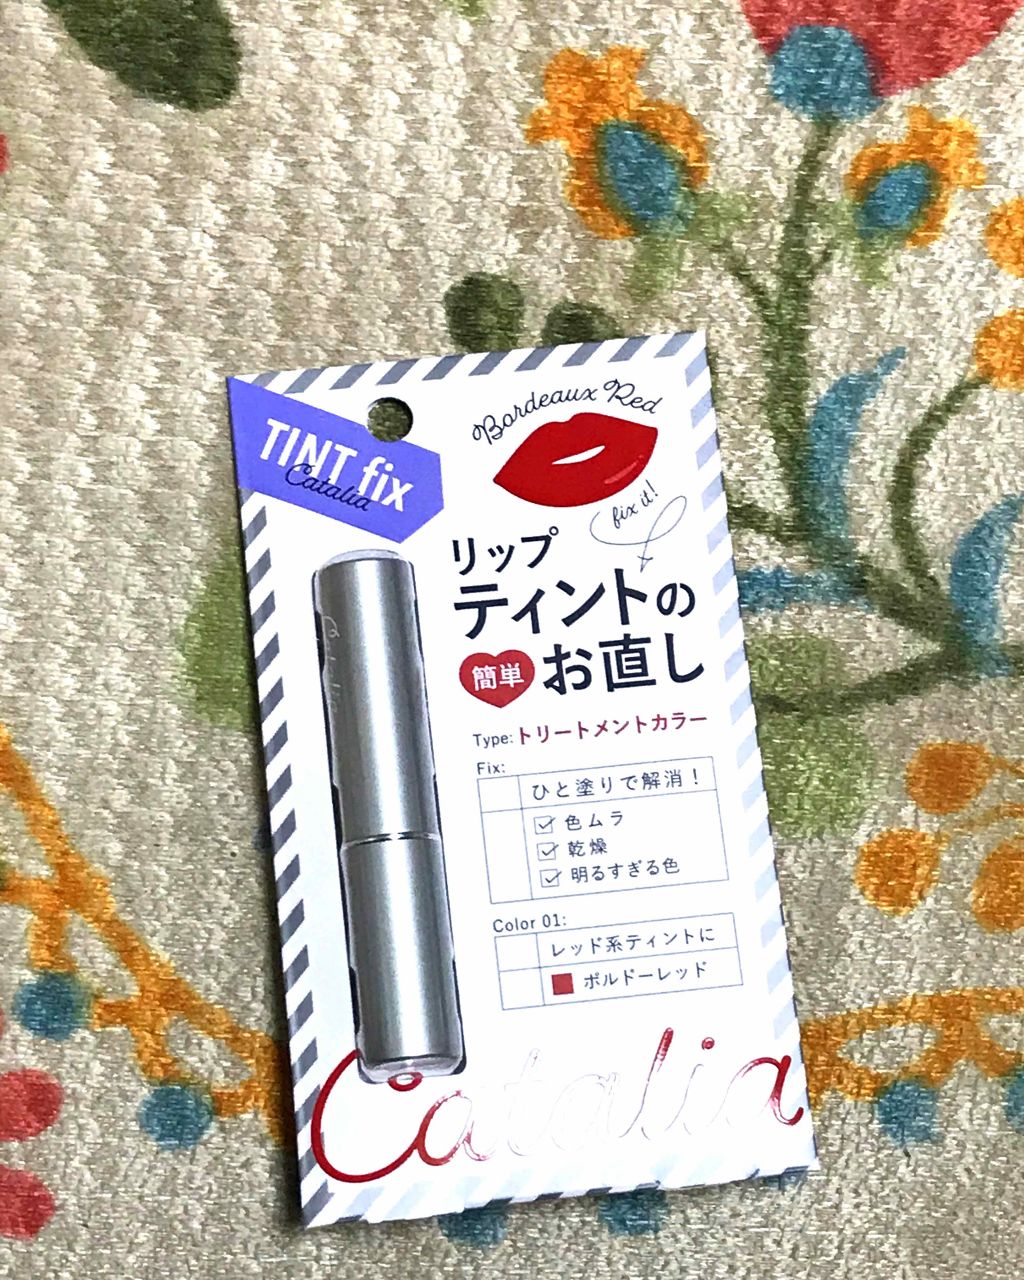 TINT fix
Catalia
Bordeaux Red
fix it!
リップ
ティントの
簡単 お直し
Type: トリートメントカラー
Fix:
ひと塗りで解消！
色ムラ
乾燥
明るすぎる色
Color 01:
レッド系ティントに
ボルドーレッド
Catalia